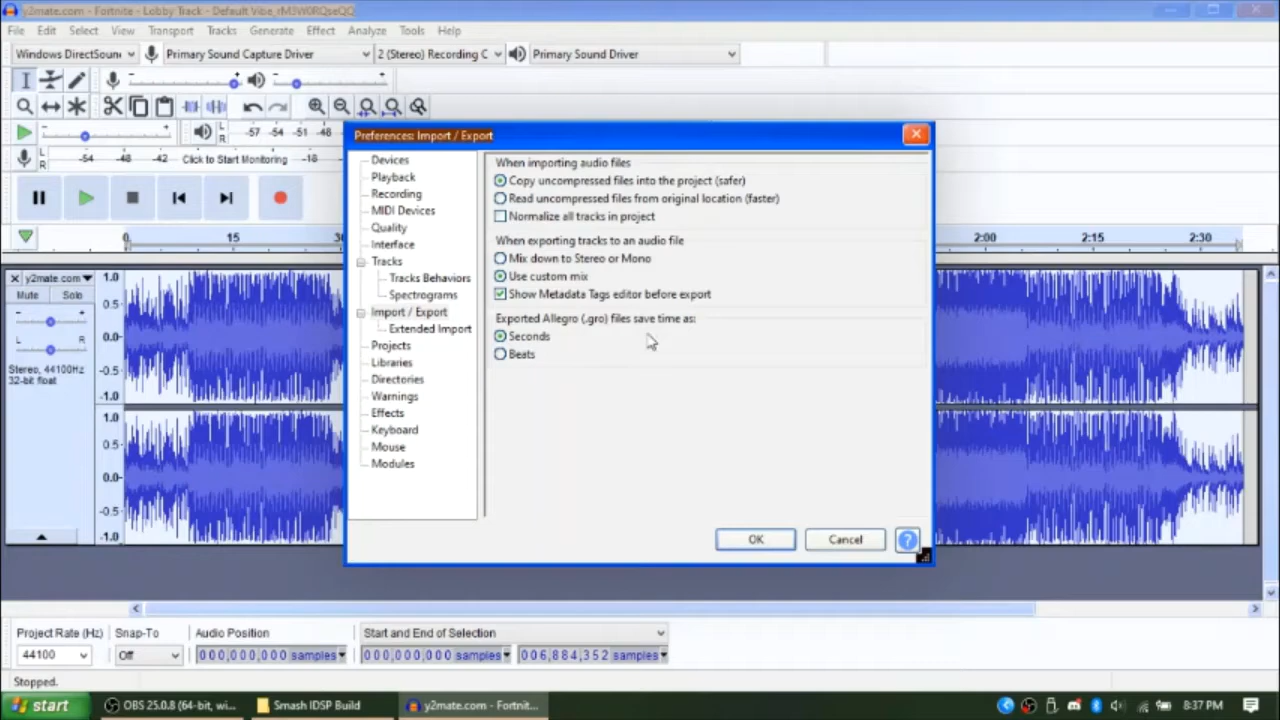 y2mate.com - Fortnite - Lobby Track - Default Vibe_rM3W0RQseQQ
File Edit Select View Transport Tracks Generate Effect Analyze Tools Help
Windows DirectSoun Primary Sound Capture Driver 2 (Stereo) Recording C Primary Sound Driver
L R -57 -54 -51 -48
L R -54 -48 -42 Click to Start Monitoring -18
0 15 30 2:00 2:15 2:30
Preferences: Import / Export
Devices
Playback
Recording
MIDI Devices
Quality
Interface
Tracks
Tracks Behaviors
Spectrograms
Import / Export
Extended Import
Projects
Libraries
Directories
Warnings
Effects
Keyboard
Mouse
Modules
When importing audio files
Copy uncompressed files into the project (safer)
Read uncompressed files from original location (faster)
Normalize all tracks in project
When exporting tracks to an audio file
Mix down to Stereo or Mono
Use custom mix
Show Metadata Tags editor before export
Exported Allegro (.gro) files save time as:
Seconds
Beats
OK Cancel ?
y2mate.com
Mute Solo
- +
L R
Stereo, 44100Hz
32-bit float
1.0
0.5
0.0-
-0.5
-1.0
1.0
0.5-
0.0-
-0.5
-1.0
Project Rate (Hz) Snap-To Audio Position Start and End of Selection
44100 Off 000,000,000 samples 000,000,000 samples 006,884,352 samples
Stopped.
start OBS 25.0.8 (64-bit, wi... Smash IDSP Build y2mate.com - Fortnit... 8:37 PM